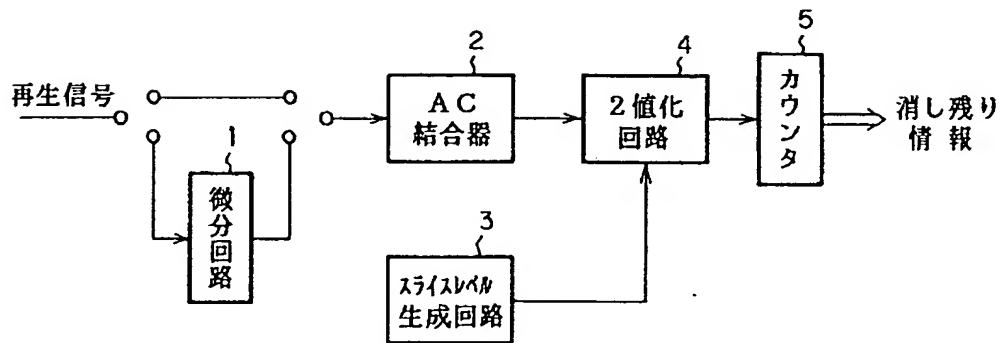 再生信号
1
微分回路
2
AC
結合器
3
スライスレベル
生成回路
4
2値化
回路
5
カウンタ
消し残り
情報